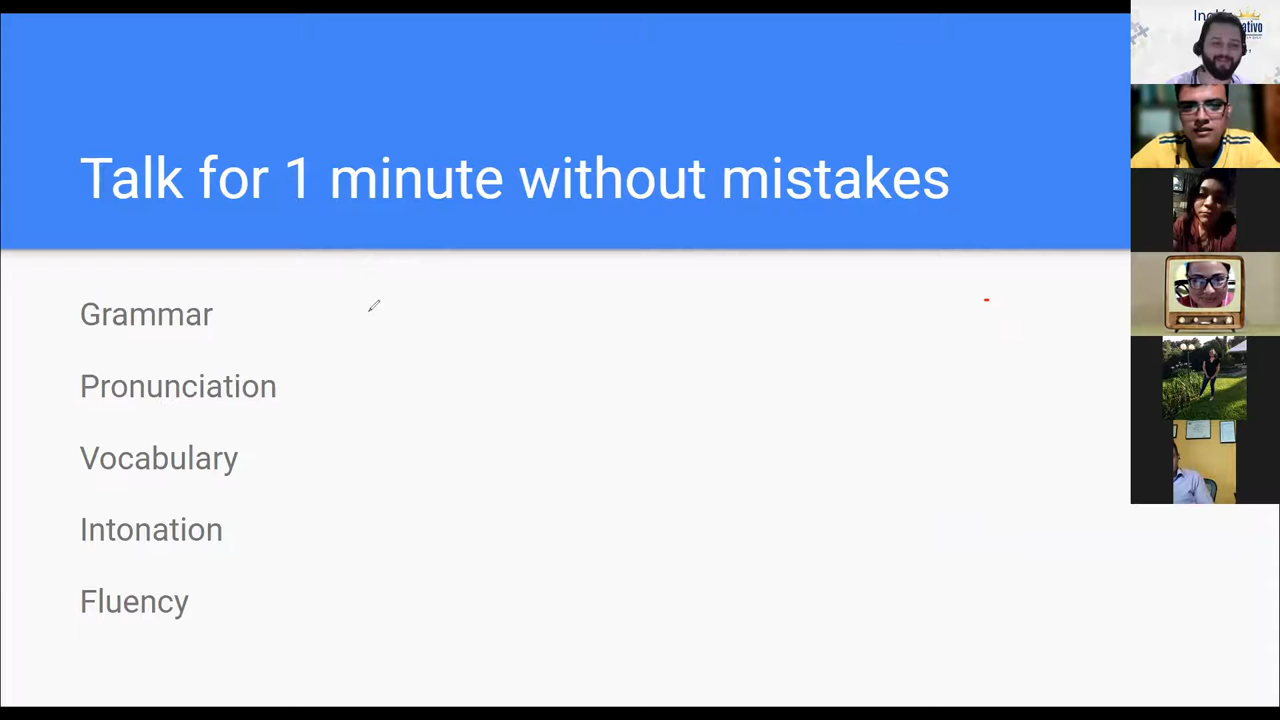 Talk for 1 minute without mistakes
Grammar
Pronunciation
Vocabulary
Intonation
Fluency